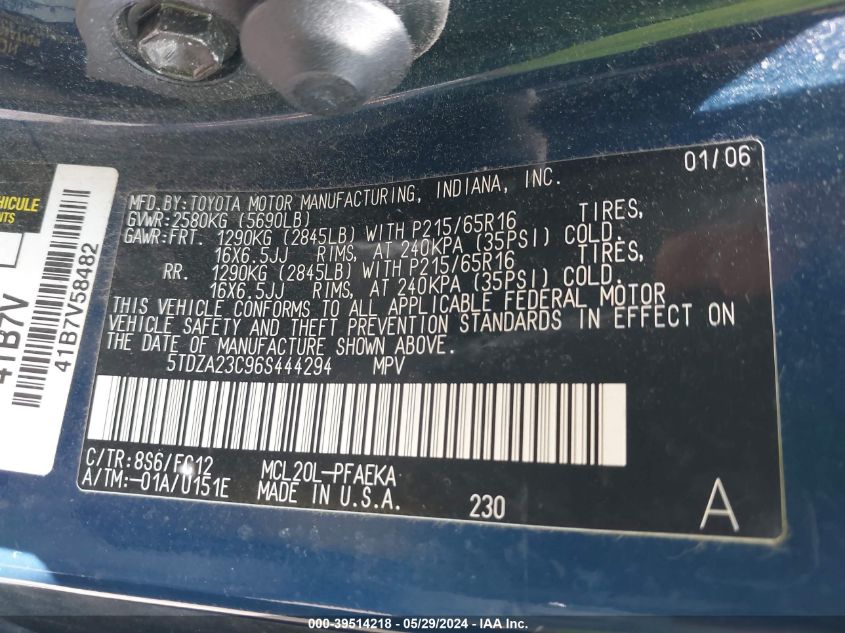 01/06
MFD.BY:TOYOTA MOTOR MANUFACTURING, INDIANA, INC.
GVWR:2580KG (5690LB)
GAWR:FRT. 1290KG (2845LB) WITH P215/65R16 TIRES,
16X6.5JJ RIMS, AT 240KPA (35PSI) COLD.
RR. 1290KG (2845LB) WITH P215/65R16 TIRES,
16X6.5JJ RIMS, AT 240KPA (35PSI) COLD.
THIS VEHICLE CONFORMS TO ALL APPLICABLE FEDERAL MOTOR
VEHICLE SAFETY AND THEFT PREVENTION STANDARDS IN EFFECT ON
THE DATE OF MANUFACTURE SHOWN ABOVE.
5TDZA23C96S444294 MPV
C/TR:8S6/FC12 MCL20L-PFAEKA
A/TM:-01A/U151E MADE IN U.S.A. 230 A
41B7V
41B7V58482
000-39514218 - 05/29/2024 - IAAI.COM